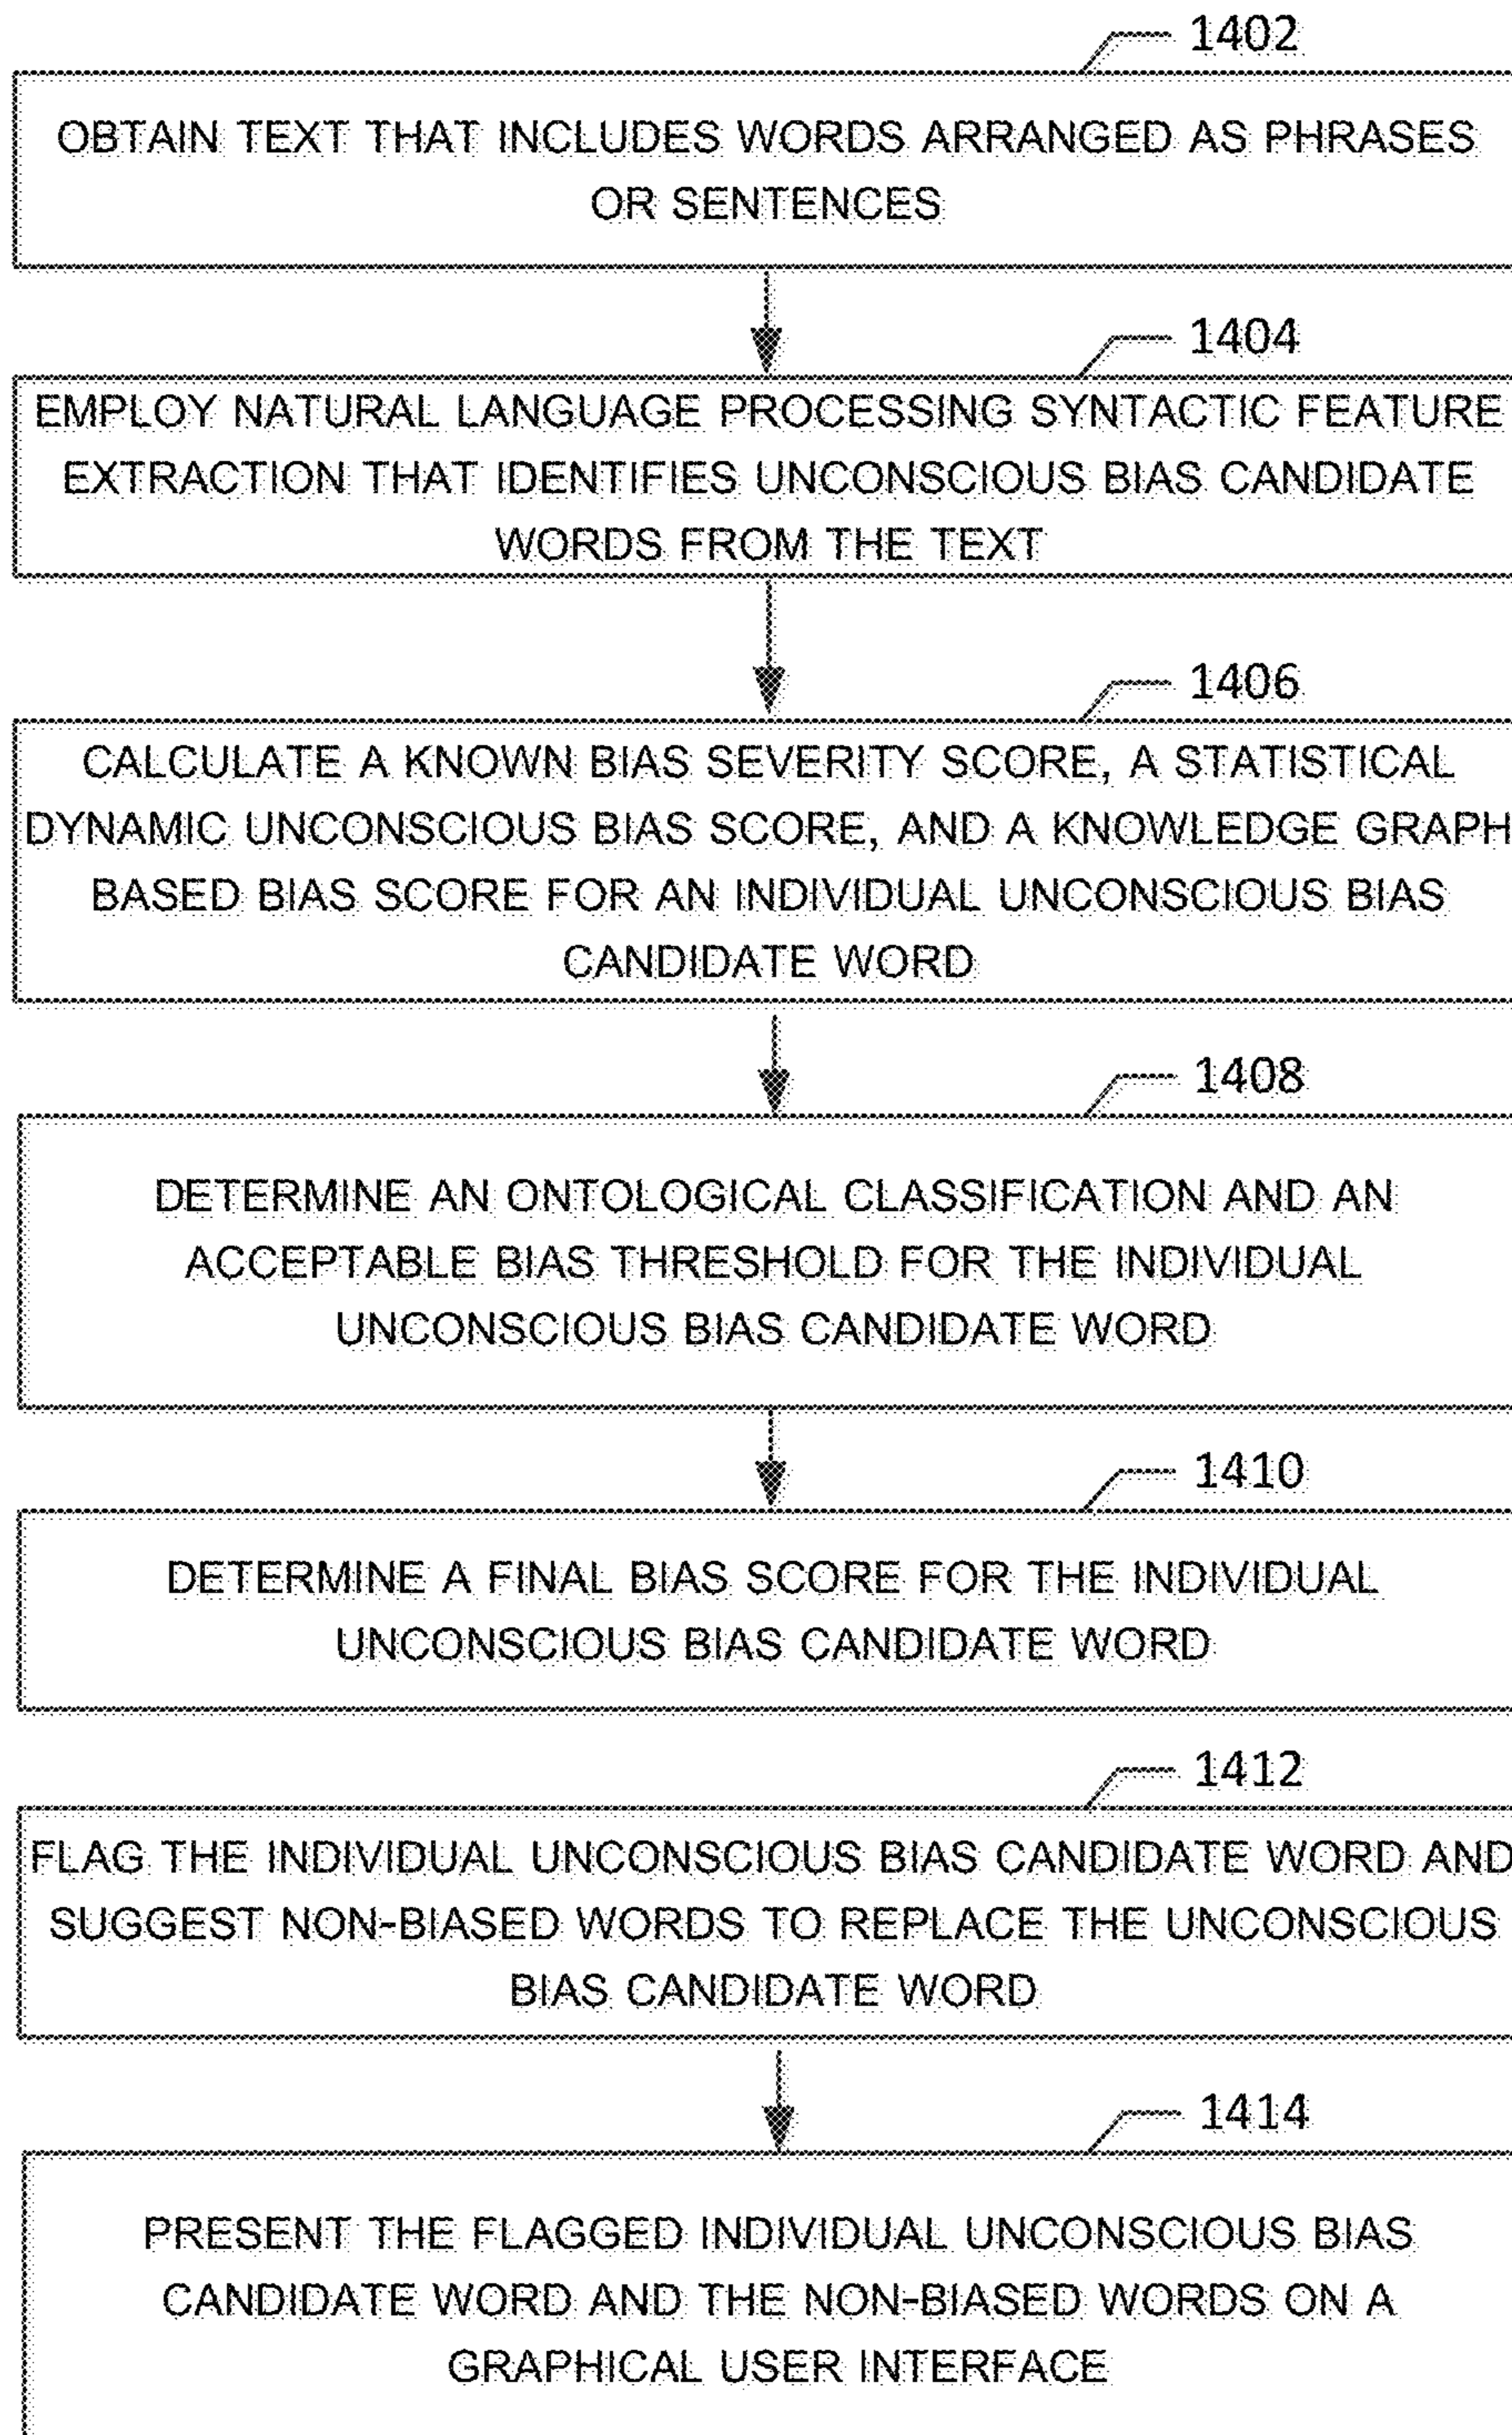 1402
OBTAIN TEXT THAT INCLUDES WORDS ARRANGED AS PHRASES
OR SENTENCES
1404
EMPLOY NATURAL LANGUAGE PROCESSING SYNTACTIC FEATURE
EXTRACTION THAT IDENTIFIES UNCONSCIOUS BIAS CANDIDATE
WORDS FROM THE TEXT
1406
CALCULATE A KNOWN BIAS SEVERITY SCORE, A STATISTICAL
DYNAMIC UNCONSCIOUS BIAS SCORE, AND A KNOWLEDGE GRAPH
BASED BIAS SCORE FOR AN INDIVIDUAL UNCONSCIOUS BIAS
CANDIDATE WORD
1408
DETERMINE AN ONTOLOGICAL CLASSIFICATION AND AN
ACCEPTABLE BIAS THRESHOLD FOR THE INDIVIDUAL
UNCONSCIOUS BIAS CANDIDATE WORD
1410
DETERMINE A FINAL BIAS SCORE FOR THE INDIVIDUAL
UNCONSCIOUS BIAS CANDIDATE WORD
1412
FLAG THE INDIVIDUAL UNCONSCIOUS BIAS CANDIDATE WORD AND
SUGGEST NON-BIASED WORDS TO REPLACE THE UNCONSCIOUS
BIAS CANDIDATE WORD
1414
PRESENT THE FLAGGED INDIVIDUAL UNCONSCIOUS BIAS
CANDIDATE WORD AND THE NON-BIASED WORDS ON A
GRAPHICAL USER INTERFACE